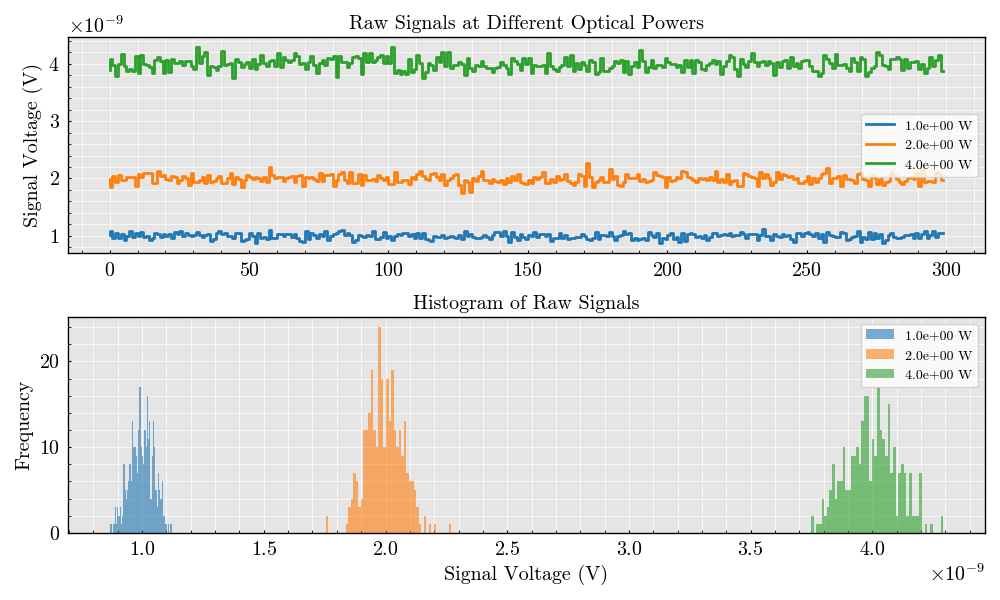 Raw Signals at Different Optical Powers
×10⁻⁹
Signal Voltage (V)
4
3
2
1
1.0e+00 W
2.0e+00 W
4.0e+00 W
0 50 100 150 200 250 300
Histogram of Raw Signals
Frequency
20
10
0
1.0e+00 W
2.0e+00 W
4.0e+00 W
1.0 1.5 2.0 2.5 3.0 3.5 4.0
Signal Voltage (V)
×10⁻⁹